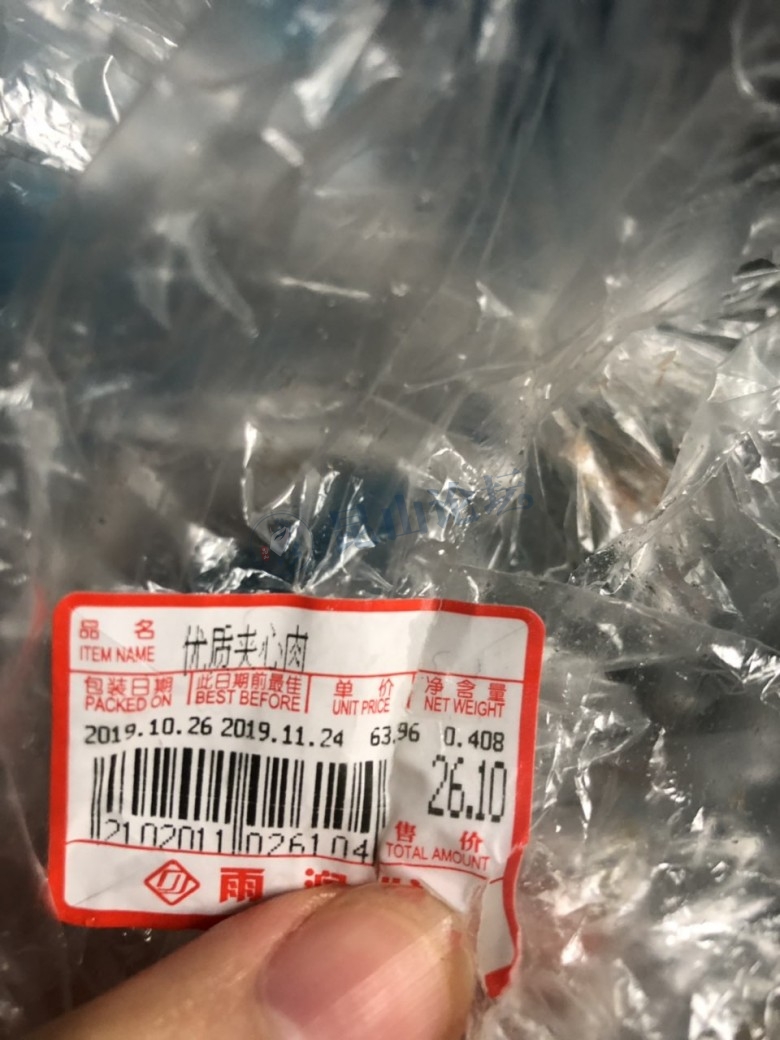 品 名 优质夹心肉
ITEM NAME
包装日期 此日期前最佳 单 价 净含量
PACKED ON BEST BEFORE UNIT PRICE NET WEIGHT
2019.10.26 2019.11.24 63.96 0.408
26.10
2102011026104
售 价
TOTAL AMOUNT
雨润